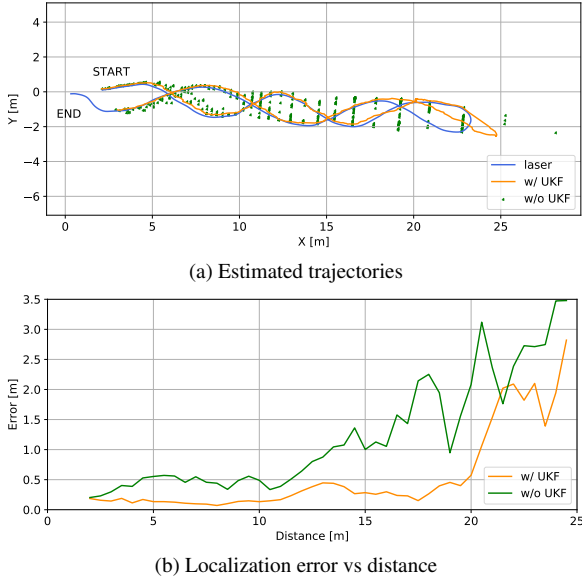 4
2
0
−2
−4
−6
Y [m]
START
END
laser
w/ UKF
w/o UKF
0 5 10 15 20 25
X [m]
(a) Estimated trajectories
3.5
3.0
2.5
2.0
1.5
1.0
0.5
0.0
Error [m]
w/ UKF
w/o UKF
0 5 10 15 20 25
Distance [m]
(b) Localization error vs distance